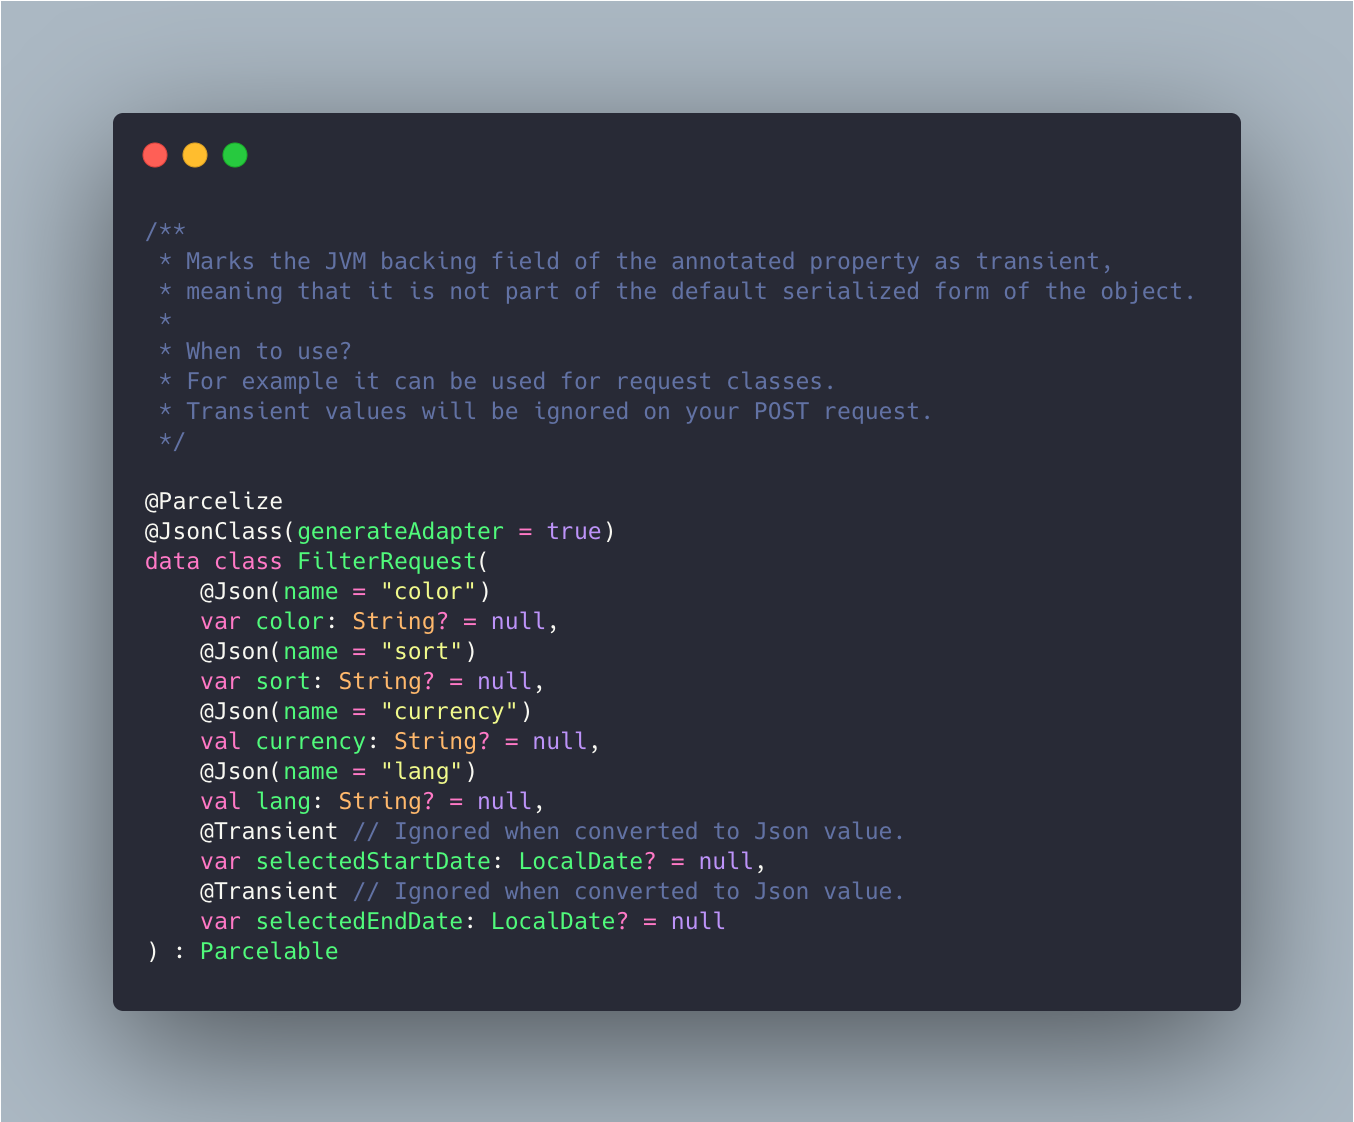 /**
 * Marks the JVM backing field of the annotated property as transient,
 * meaning that it is not part of the default serialized form of the object.
 *
 * When to use?
 * For example it can be used for request classes.
 * Transient values will be ignored on your POST request.
 */
@Parcelize
@JsonClass(generateAdapter = true)
data class FilterRequest(
    @Json(name = "color")
    var color: String? = null,
    @Json(name = "sort")
    var sort: String? = null,
    @Json(name = "currency")
    val currency: String? = null,
    @Json(name = "lang")
    val lang: String? = null,
    @Transient // Ignored when converted to Json value.
    var selectedStartDate: LocalDate? = null,
    @Transient // Ignored when converted to Json value.
    var selectedEndDate: LocalDate? = null
) : Parcelable